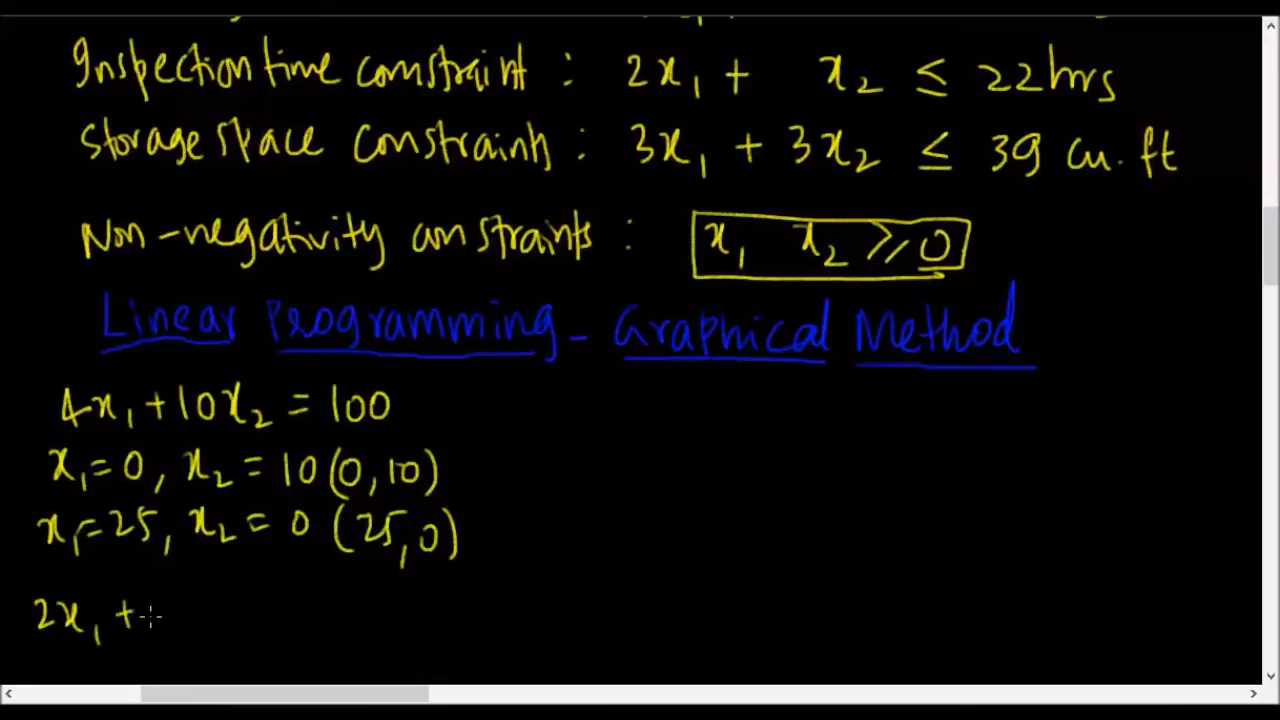 Inspection time constraint : 2x₁ + x₂ ≤ 22 hrs
Storage space constraint : 3x₁ + 3x₂ ≤ 39 cu. ft
Non-negativity constraints : x₁ x₂ ≥ 0
Linear Programming - Graphical Method
4x₁ + 10x₂ = 100
x₁ = 0, x₂ = 10 (0, 10)
x₁ = 25, x₂ = 0 (25, 0)
2x₁ +